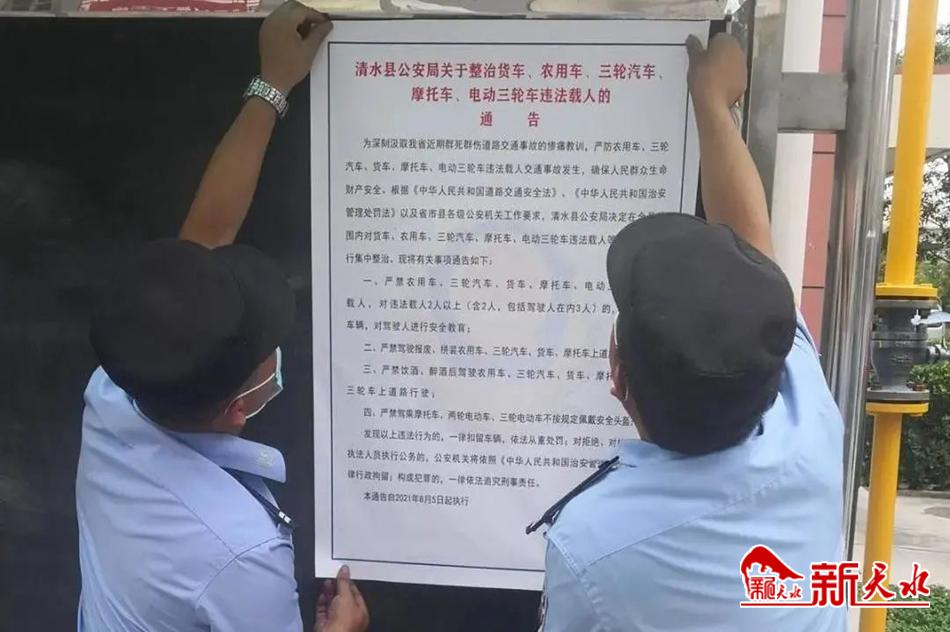 清水县公安局关于整治货车、农用车、三轮汽车、
摩托车、电动三轮车违法载人的
通 告
为深刻汲取我省近期群死群伤道路交通事故的惨痛教训，严防农用车、三轮
汽车、货车、摩托车、电动三轮车违法载人交通事故发生，确保人民群众生命
财产安全。根据《中华人民共和国道路交通安全法》、《中华人民共和国治安
管理处罚法》以及省市县各级公安机关工作要求，清水县公安局决定在全
围内对货车、农用车、三轮汽车、摩托车、电动三轮车违法载人等
行集中整治。现将有关事项通告如下：
一、严禁农用车、三轮汽车、货车、摩托车、电动三
载人，对违法载人2人以上（含2人，包括驾驶人在内3人）的，
车辆，对驾驶人进行安全教育；
二、严禁驾驶报废、拼装农用车、三轮汽车、货车、摩托车上道
三、严禁饮酒、醉酒后驾驶农用车、三轮汽车、货车、摩托
三轮车上道路行驶；
四、严禁驾乘摩托车、两轮电动车、三轮电动车不按规定佩戴安全头盔
发现以上违法行为的，一律扣留车辆，依法从重处罚；对拒绝、
执法人员执行公务的，公安机关将依照《中华人民共和国治安管
律行政拘留；构成犯罪的，一律依法追究刑事责任。
本通告自2021年8月5日起执行
新天水
新天水